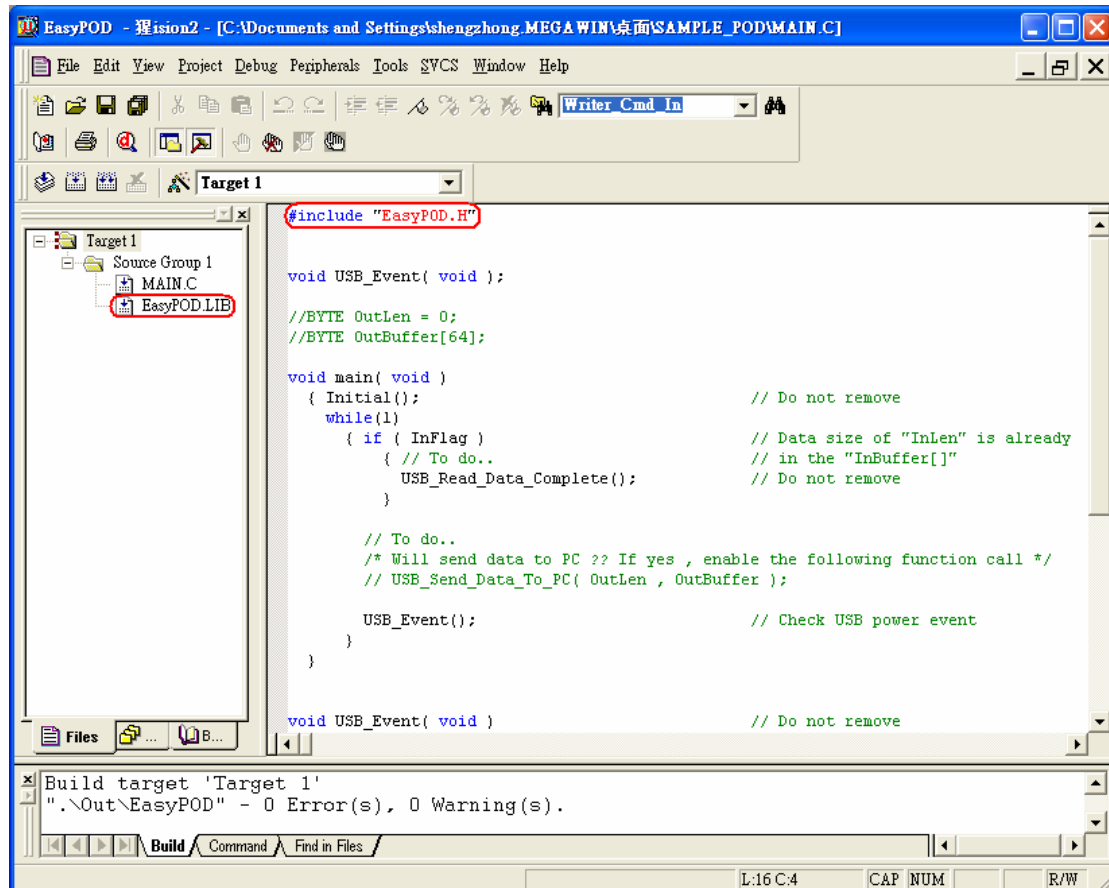 EasyPOD - 猩ision2 - [C:\Documents and Settings\shengzhong.MEGAWIN\桌面\SAMPLE_POD\MAIN.C]
File Edit View Project Debug Peripherals Tools SVCS Window Help
Writer_Cmd_In
Target 1
Target 1
Source Group 1
MAIN.C
EasyPOD.LIB
Files ... B...
#include "EasyPOD.H"
void USB_Event( void );
//BYTE OutLen = 0;
//BYTE OutBuffer[64];
void main( void )
{ Initial(); // Do not remove
while(1)
{ if ( InFlag ) // Data size of "InLen" is already
{ // To do.. // in the "InBuffer[]"
USB_Read_Data_Complete(); // Do not remove
}
// To do..
/* Will send data to PC ?? If yes , enable the following function call */
// USB_Send_Data_To_PC( OutLen , OutBuffer );
USB_Event(); // Check USB power event
}
}
void USB_Event( void ) // Do not remove
Build target 'Target 1'
".\Out\EasyPOD" - 0 Error(s), 0 Warning(s).
Build Command Find in Files
L:16 C:4 CAP NUM R/W